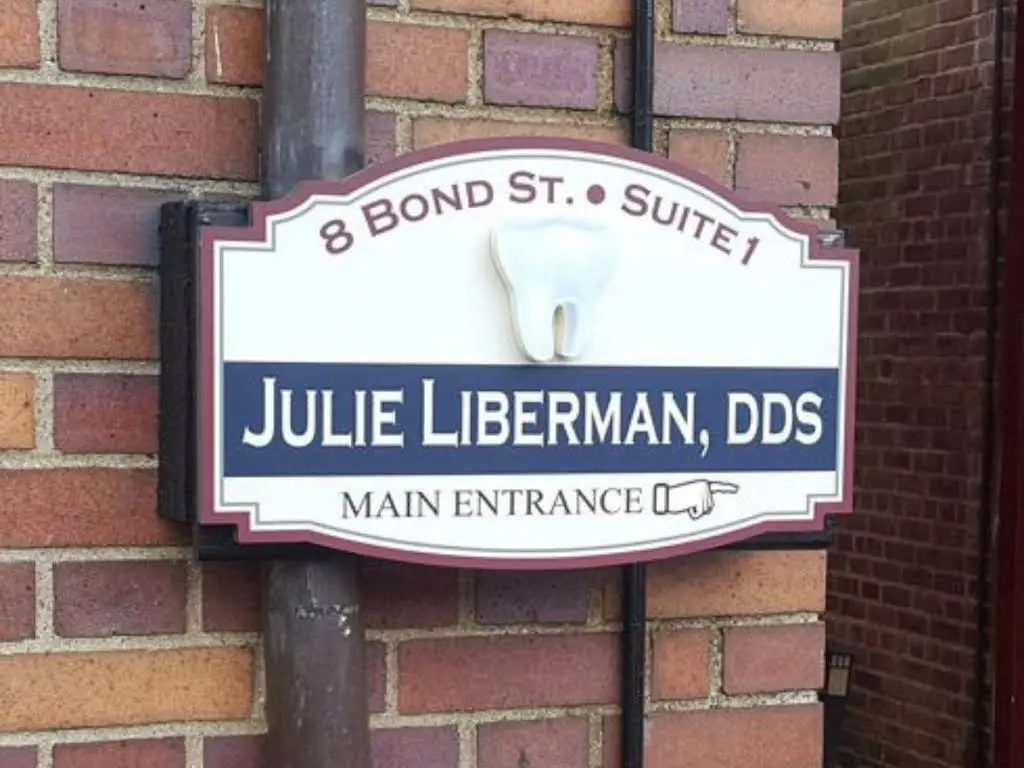 8 BOND ST. • SUITE 1
JULIE LIBERMAN, DDS
MAIN ENTRANCE